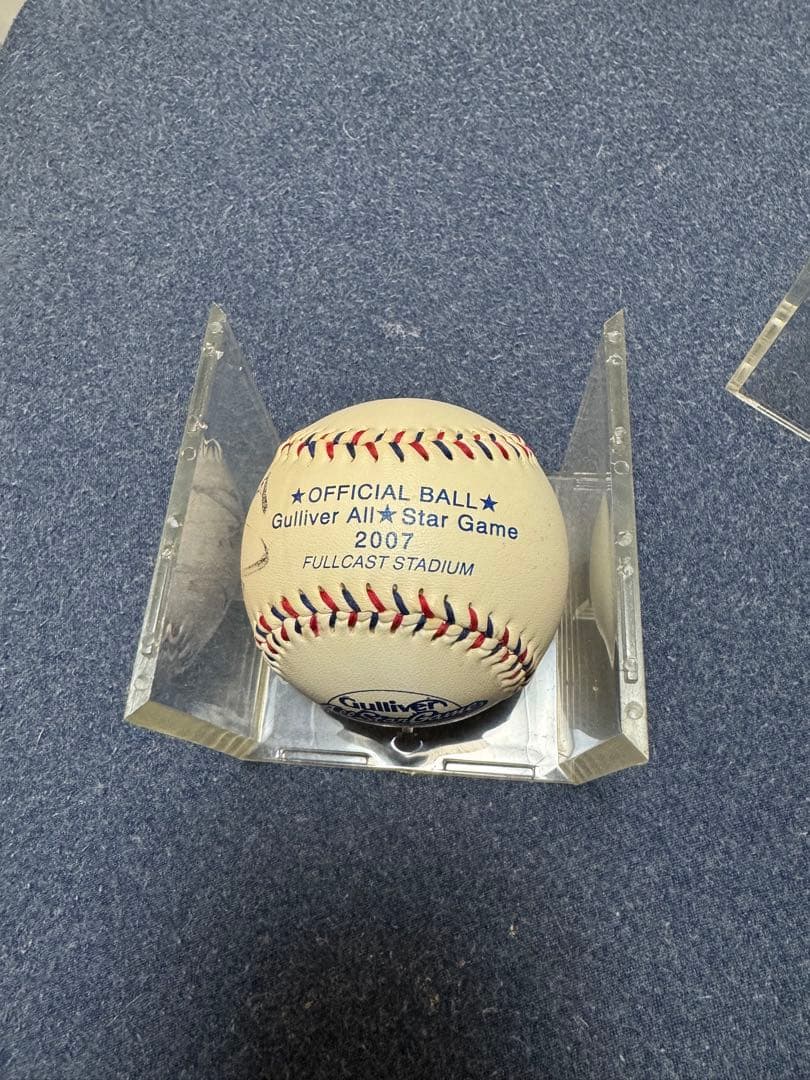 ★OFFICIAL BALL★
Gulliver All★Star Game
2007
FULLCAST STADIUM
Gulliver